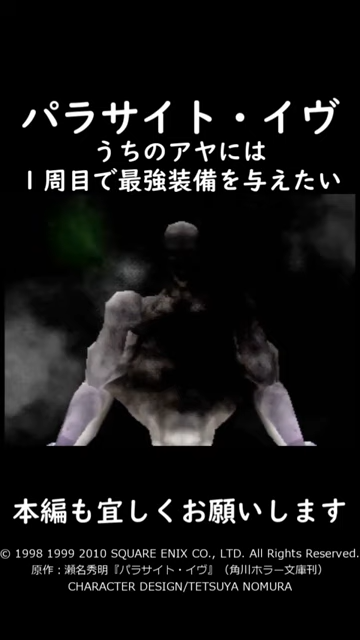 パラサイト・イヴ
うちのアヤには
1周目で最強装備を与えたい
本編も宜しくお願いします
© 1998 1999 2010 SQUARE ENIX CO., LTD. All Rights Reserved.
原作：瀬名秀明『パラサイト・イヴ』（角川ホラー文庫刊）
CHARACTER DESIGN/TETSUYA NOMURA